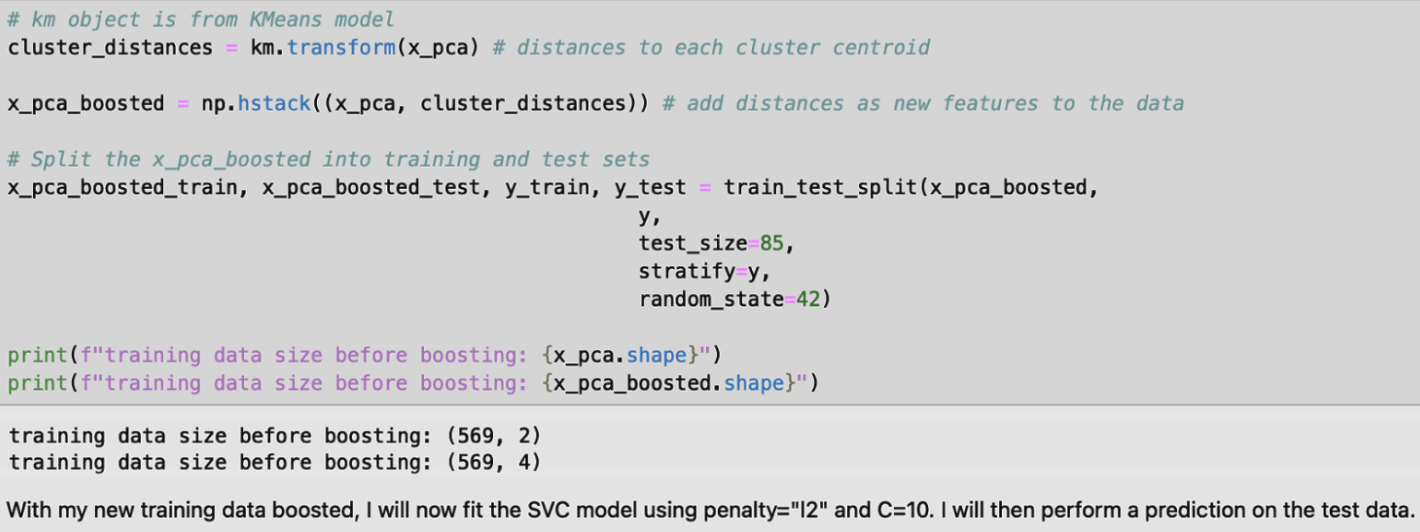 # km object is from KMeans model
cluster_distances = km.transform(x_pca) # distances to each cluster centroid
x_pca_boosted = np.hstack((x_pca, cluster_distances)) # add distances as new features to the data
# Split the x_pca_boosted into training and test sets
x_pca_boosted_train, x_pca_boosted_test, y_train, y_test = train_test_split(x_pca_boosted,
y,
test_size=85,
stratify=y,
random_state=42)
print(f"training data size before boosting: {x_pca.shape}")
print(f"training data size before boosting: {x_pca_boosted.shape}")
training data size before boosting: (569, 2)
training data size before boosting: (569, 4)
With my new training data boosted, I will now fit the SVC model using penalty="l2" and C=10. I will then perform a prediction on the test data.